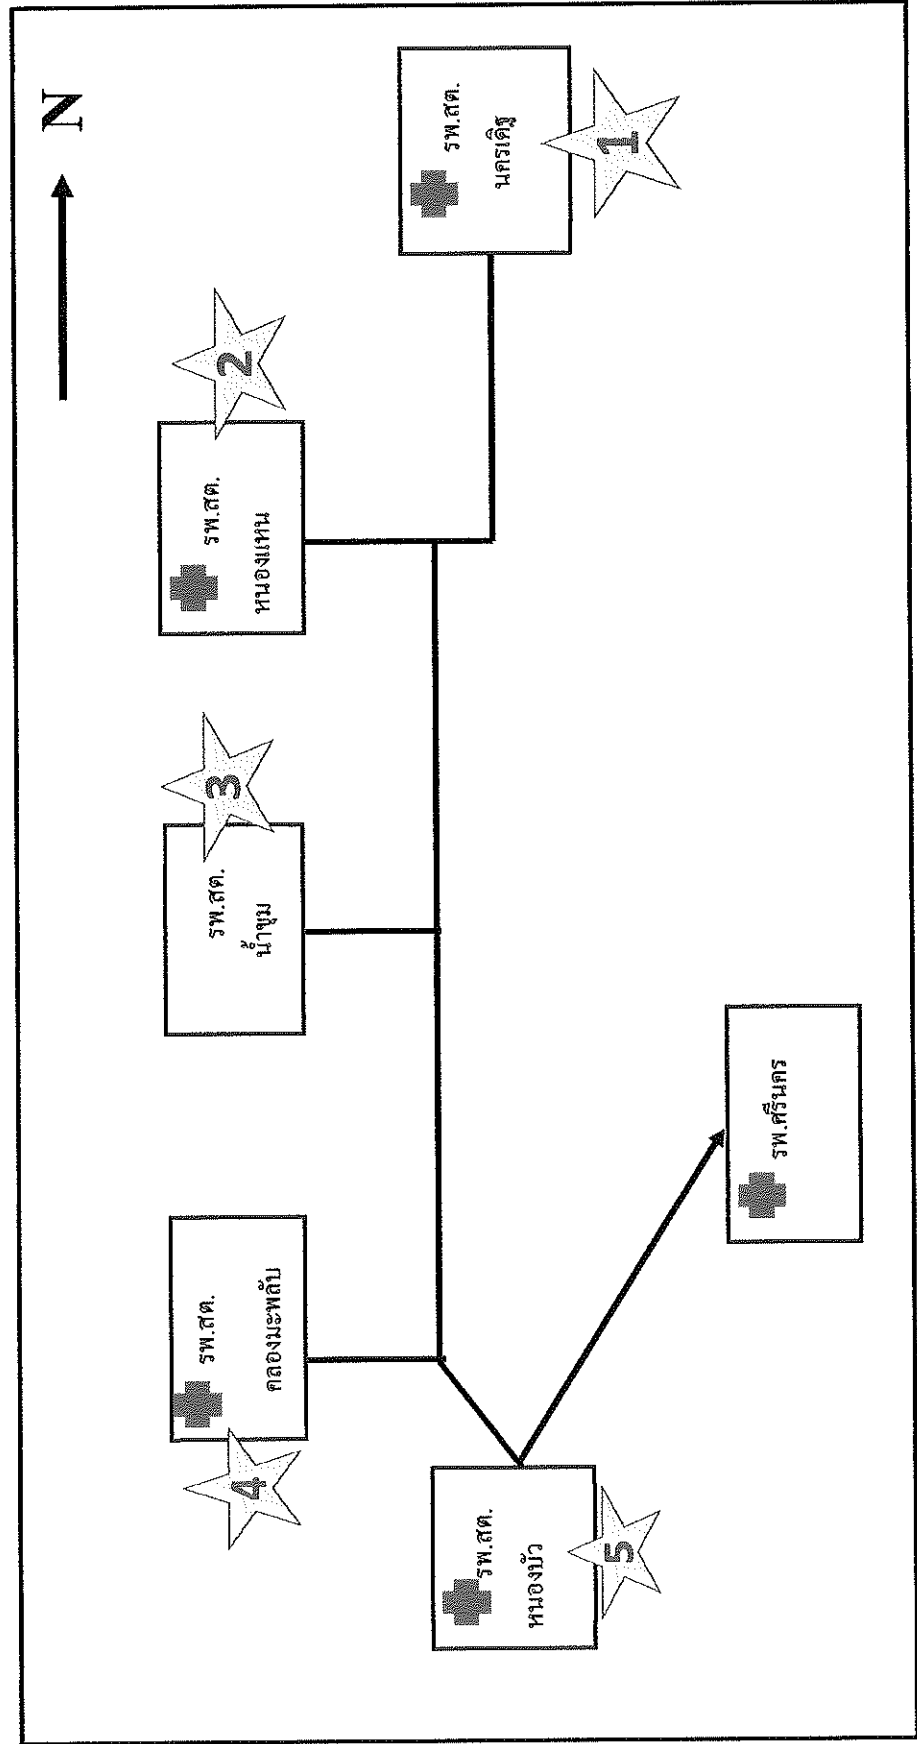 N
รพ.สต.
นครเดิฐ
1
2
รพ.สต.
หนองแหน
3
รพ.สต.
น้ำขุม
รพ.สต.
คลองมะพลับ
4
รพ.สต.
หนองบัว
5
รพ.ศรีนคร